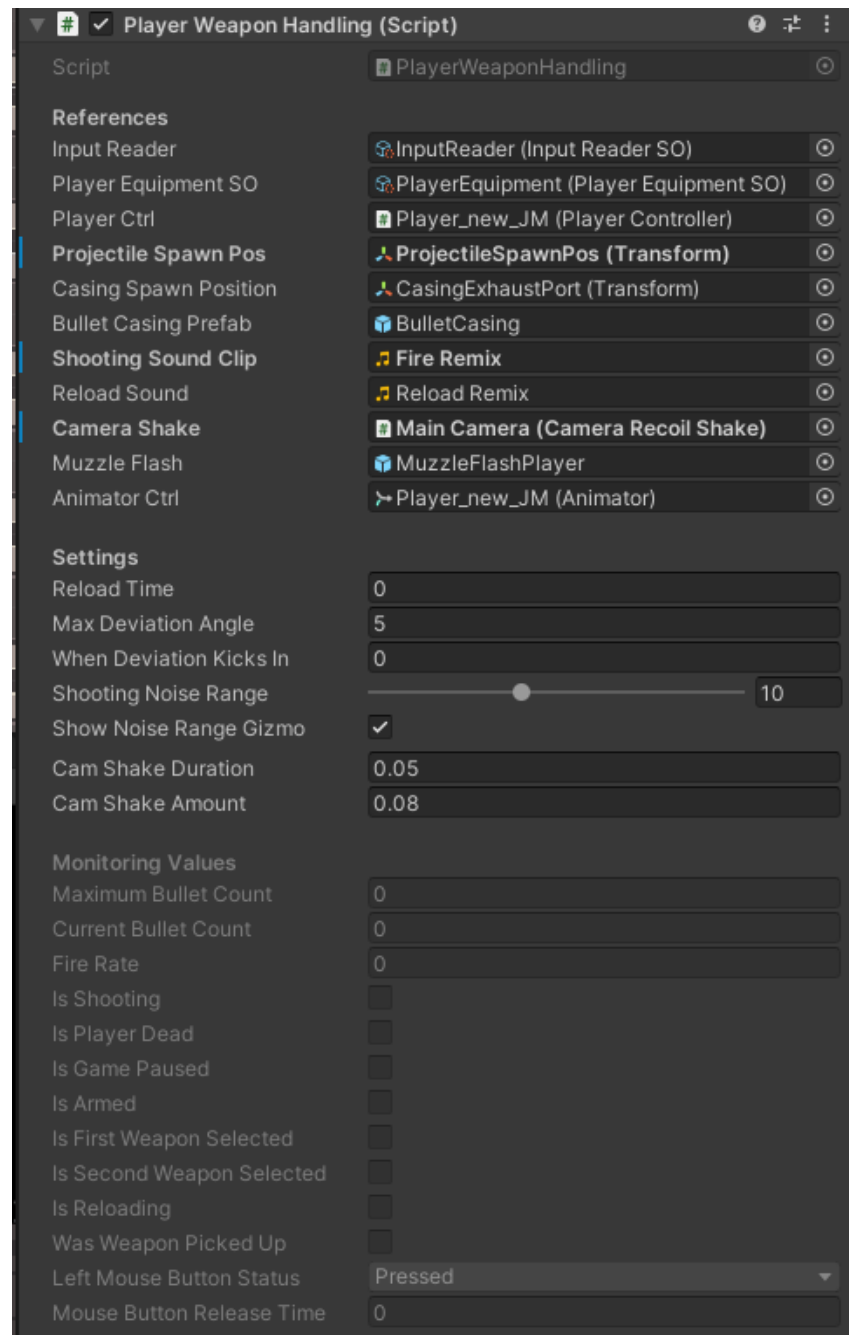 Player Weapon Handling (Script)
Script PlayerWeaponHandling
References
Input Reader InputReader (Input Reader SO)
Player Equipment SO PlayerEquipment (Player Equipment SO)
Player Ctrl Player_new_JM (Player Controller)
Projectile Spawn Pos ProjectileSpawnPos (Transform)
Casing Spawn Position CasingExhaustPort (Transform)
Bullet Casing Prefab BulletCasing
Shooting Sound Clip Fire Remix
Reload Sound Reload Remix
Camera Shake Main Camera (Camera Recoil Shake)
Muzzle Flash MuzzleFlashPlayer
Animator Ctrl Player_new_JM (Animator)
Settings
Reload Time 0
Max Deviation Angle 5
When Deviation Kicks In 0
Shooting Noise Range 10
Show Noise Range Gizmo
Cam Shake Duration 0.05
Cam Shake Amount 0.08
Monitoring Values
Maximum Bullet Count 0
Current Bullet Count 0
Fire Rate 0
Is Shooting
Is Player Dead
Is Game Paused
Is Armed
Is First Weapon Selected
Is Second Weapon Selected
Is Reloading
Was Weapon Picked Up
Left Mouse Button Status Pressed
Mouse Button Release Time 0